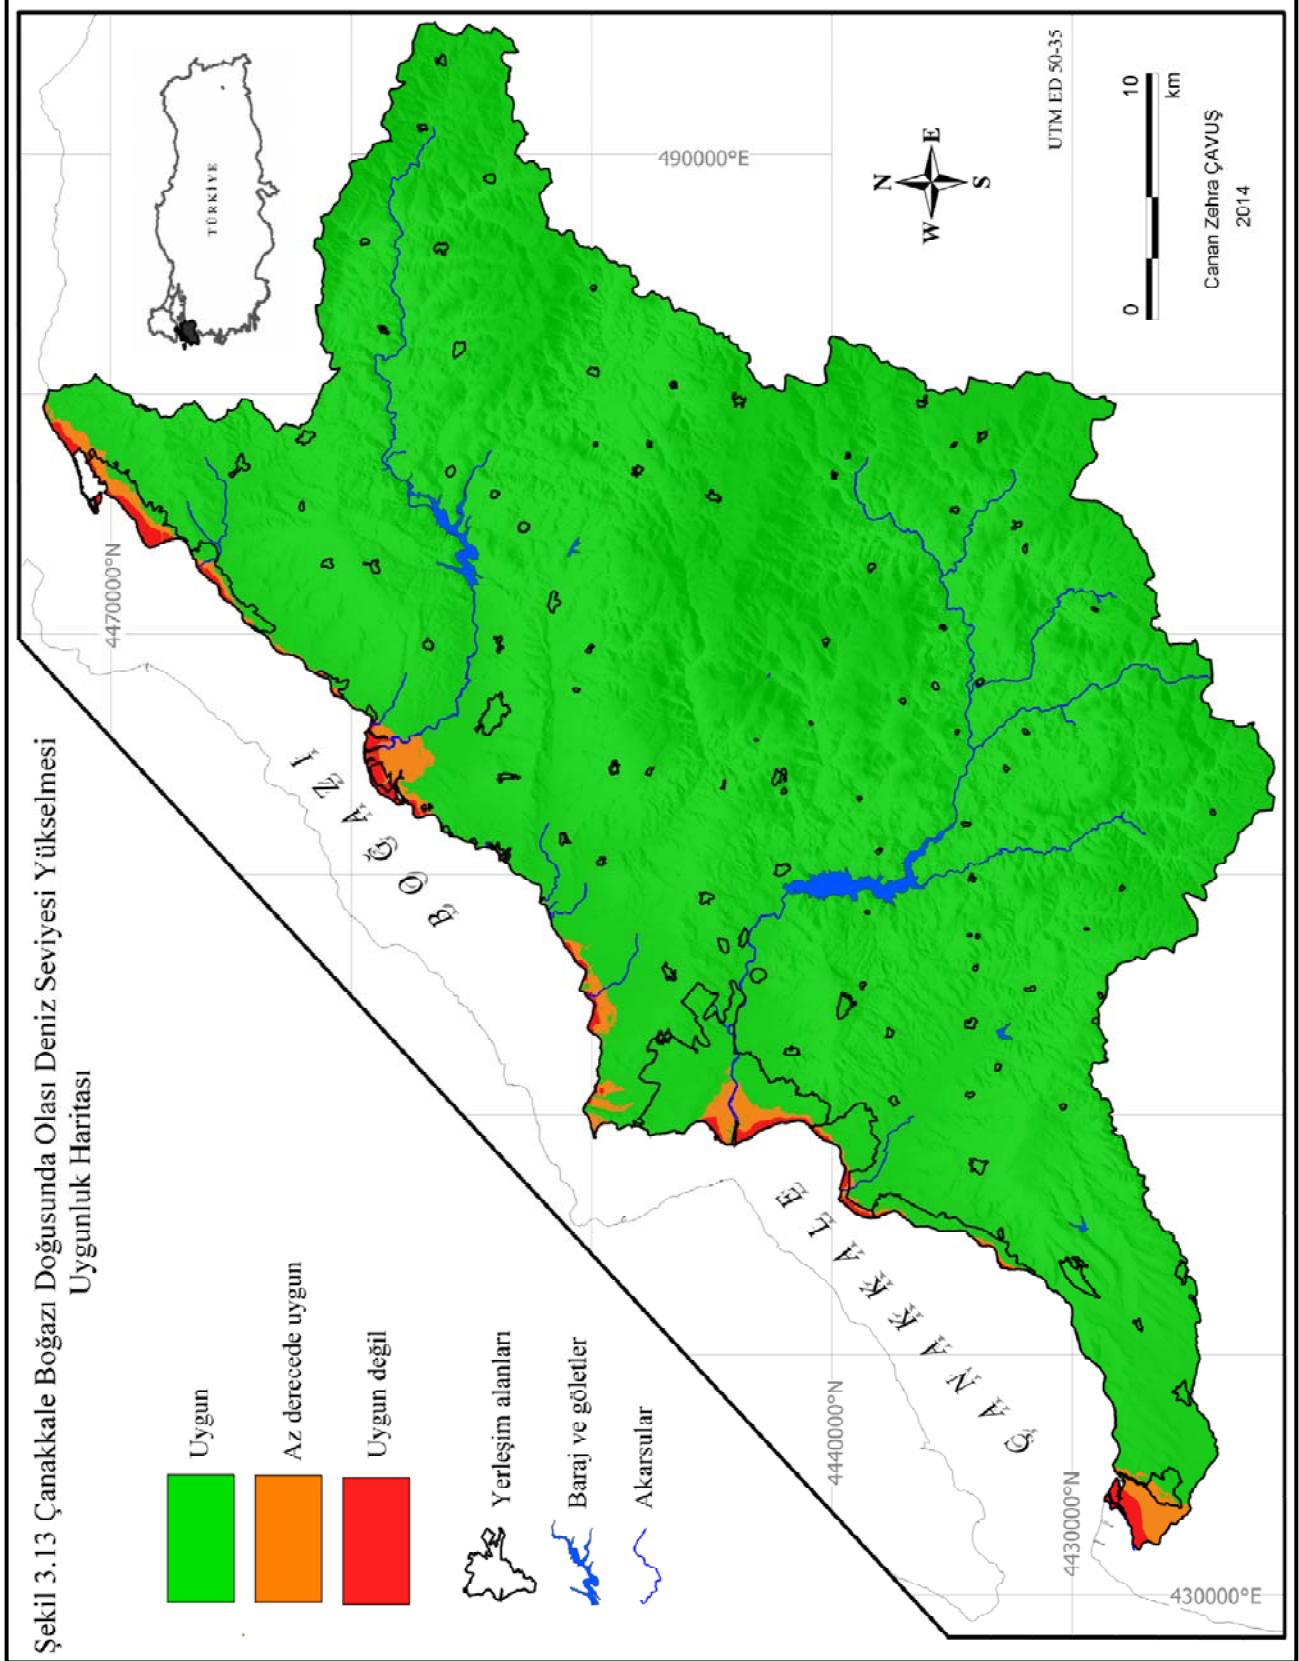 Şekil 3.13 Çanakkale Boğazı Doğusunda Olası Deniz Seviyesi Yükselmesi
Uygunluk Haritası
Uygun
Az derecede uygun
Uygun değil
Yerleşim alanları
Baraj ve göletler
Akarsular
TÜRKİYE
4470000°N
4440000°N
4430000°N
430000°E
490000°E
ÇANAKKALE
BOĞAZI
N
W
E
S
UTM ED 50-35
0
10
km
Canan Zehra ÇAVUŞ
2014